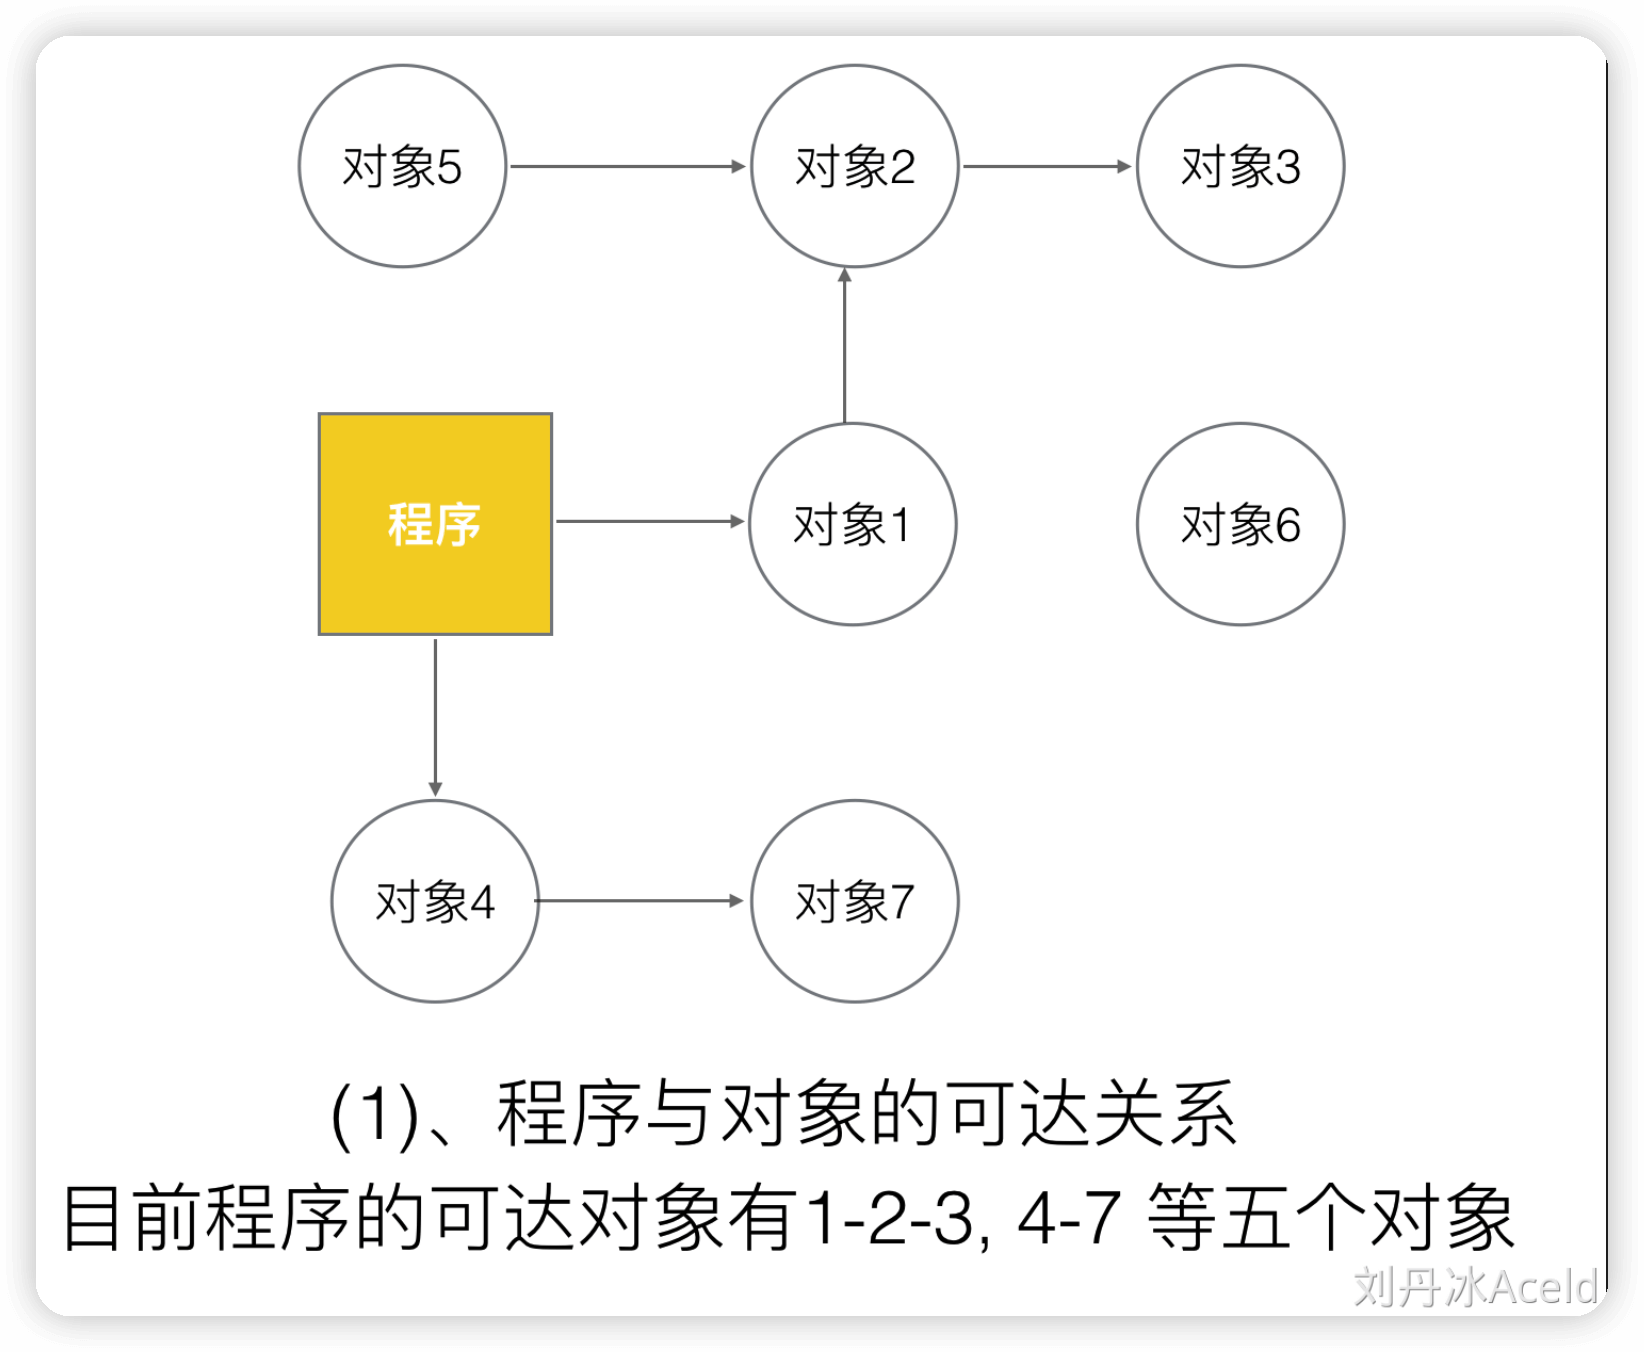 对象5
对象2
对象3
程序
对象1
对象6
对象4
对象7
(1)、程序与对象的可达关系
目前程序的可达对象有1-2-3, 4-7 等五个对象
刘丹冰Aceld